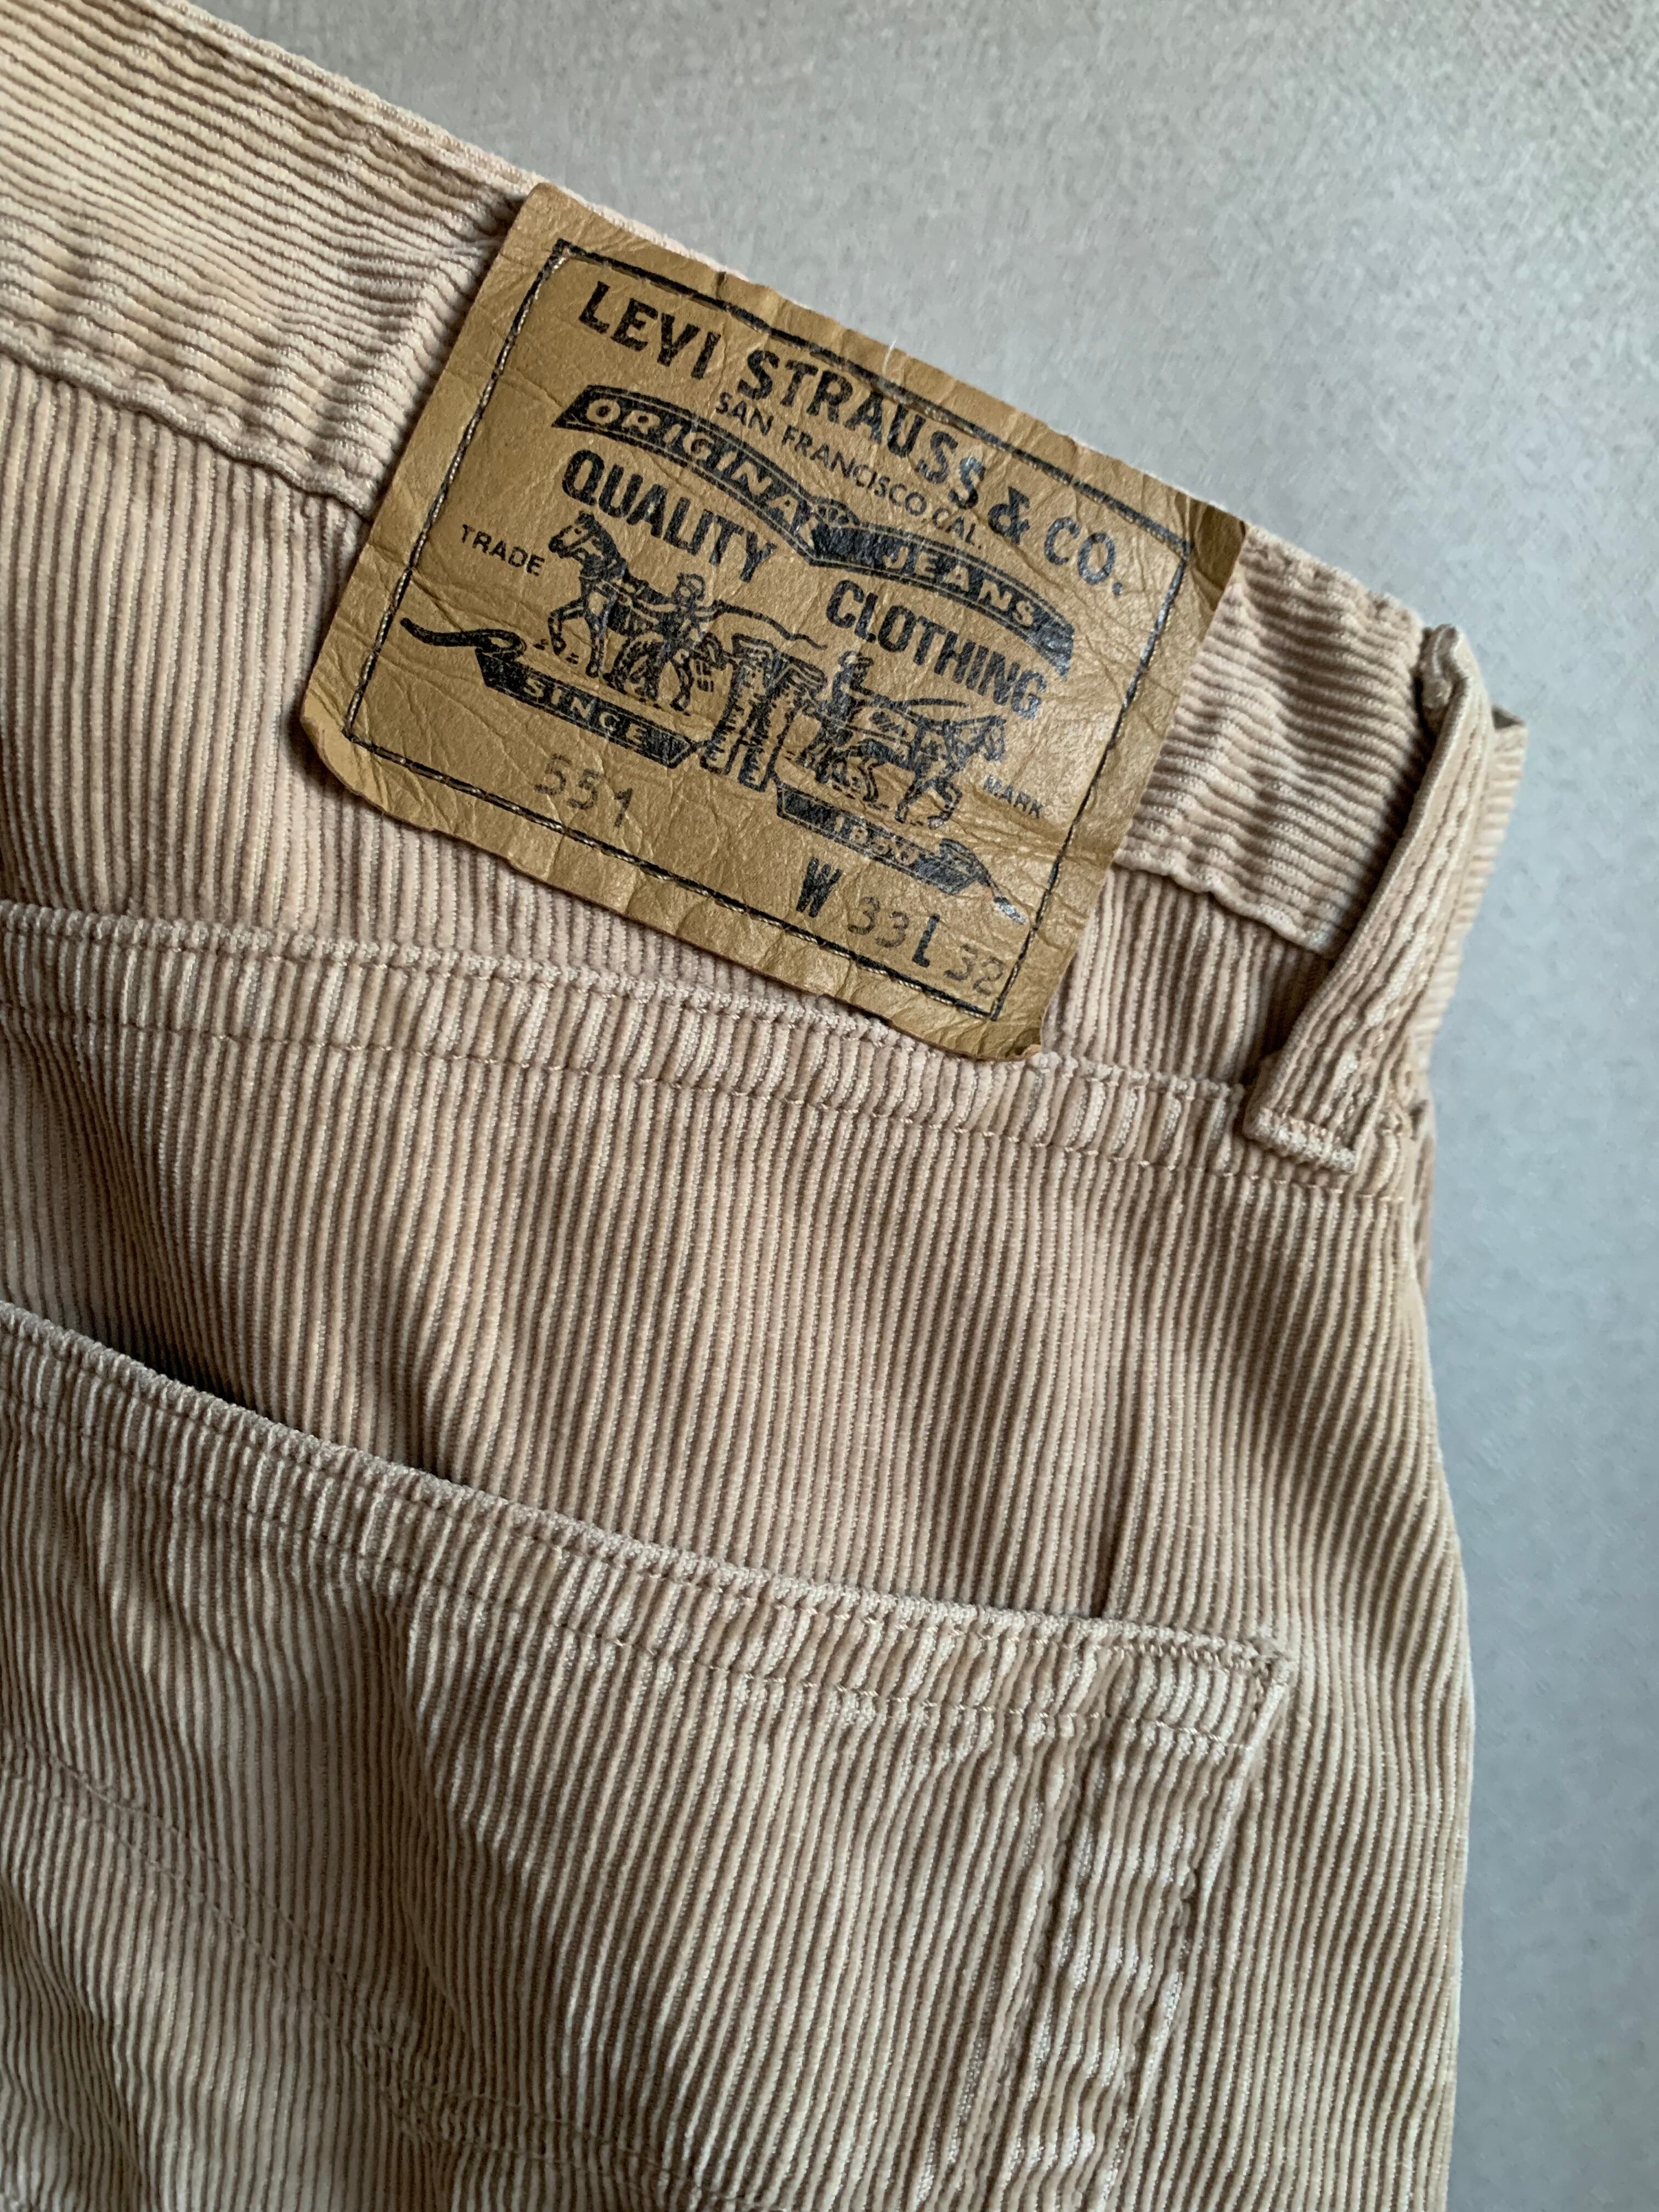 LEVI STRAUSS & CO.
SAN FRANCISCO, CAL.
ORIGINAL JEANS
QUALITY CLOTHING
TRADE MARK
SINCE 1850
551
W 33 L 32